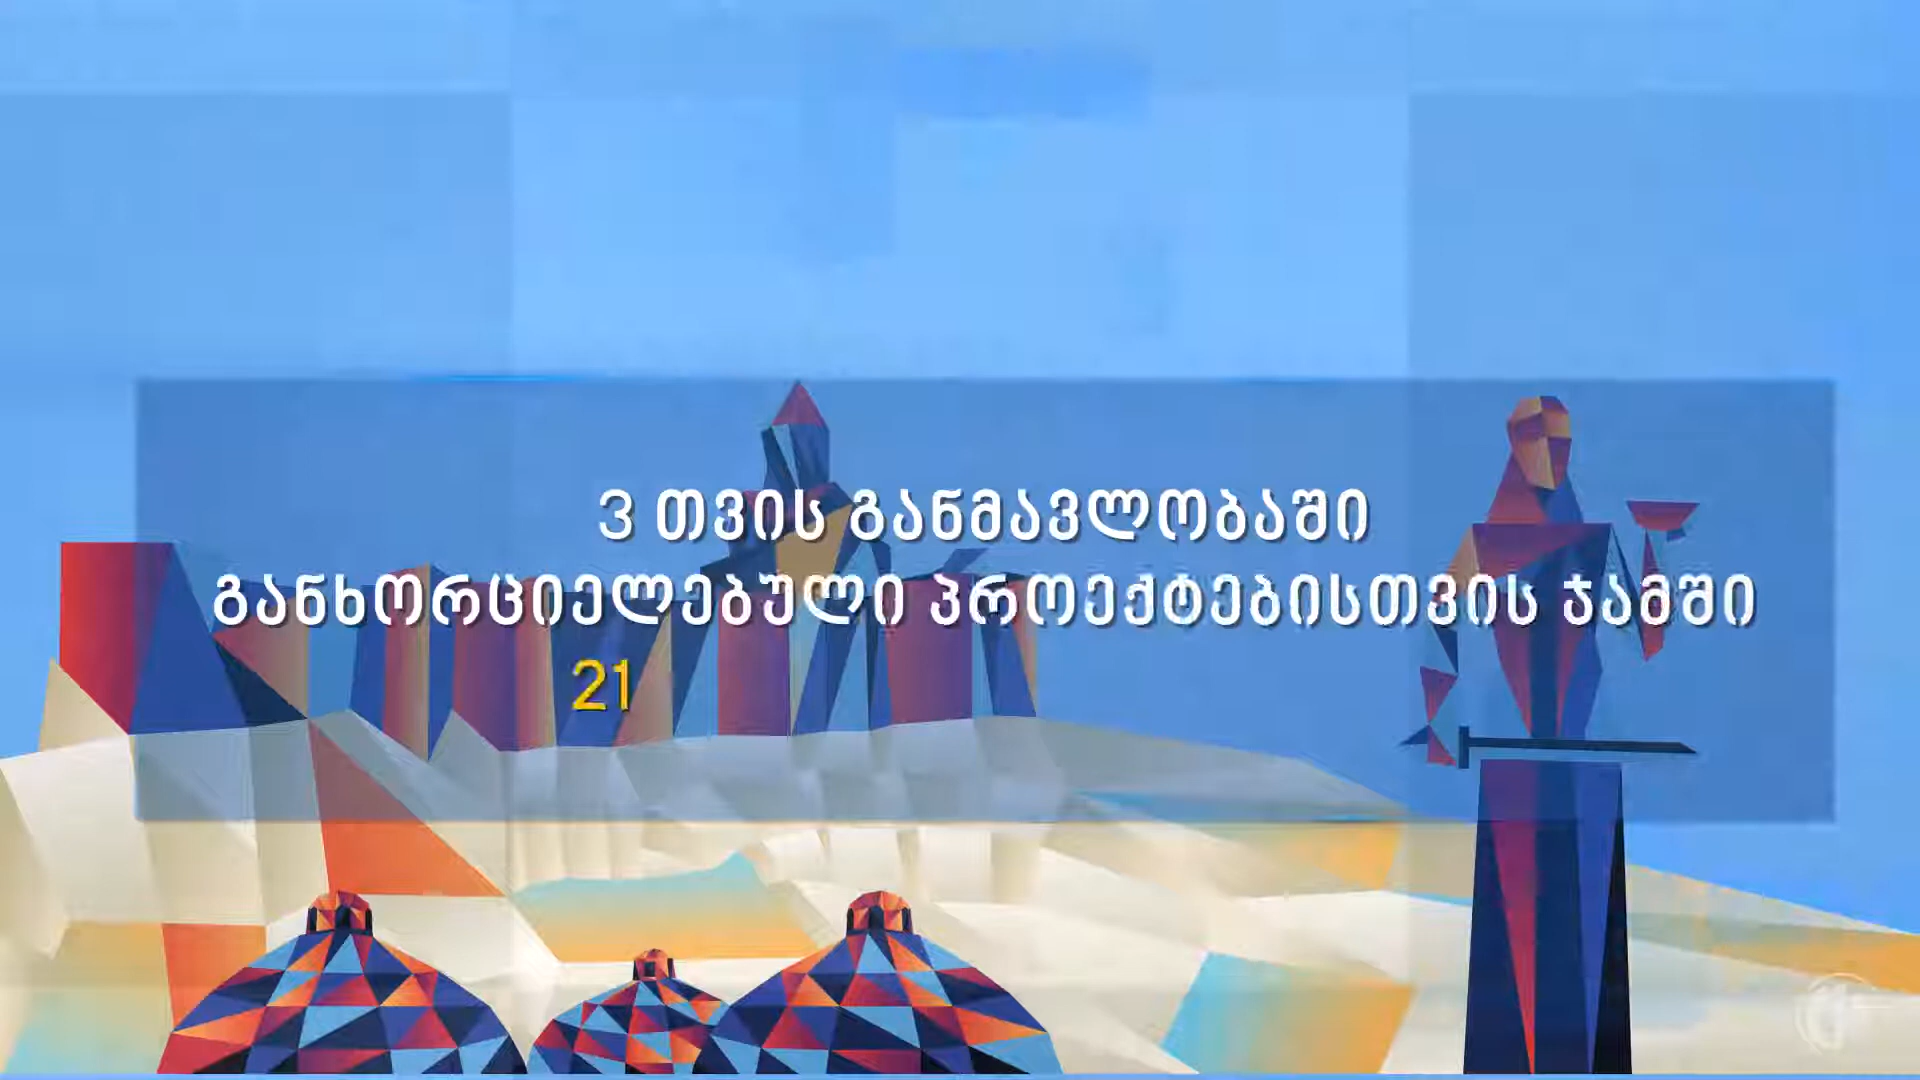 3 თვის განმავლობაში
განხორციელებული პროექტებისთვის ჯამში
21